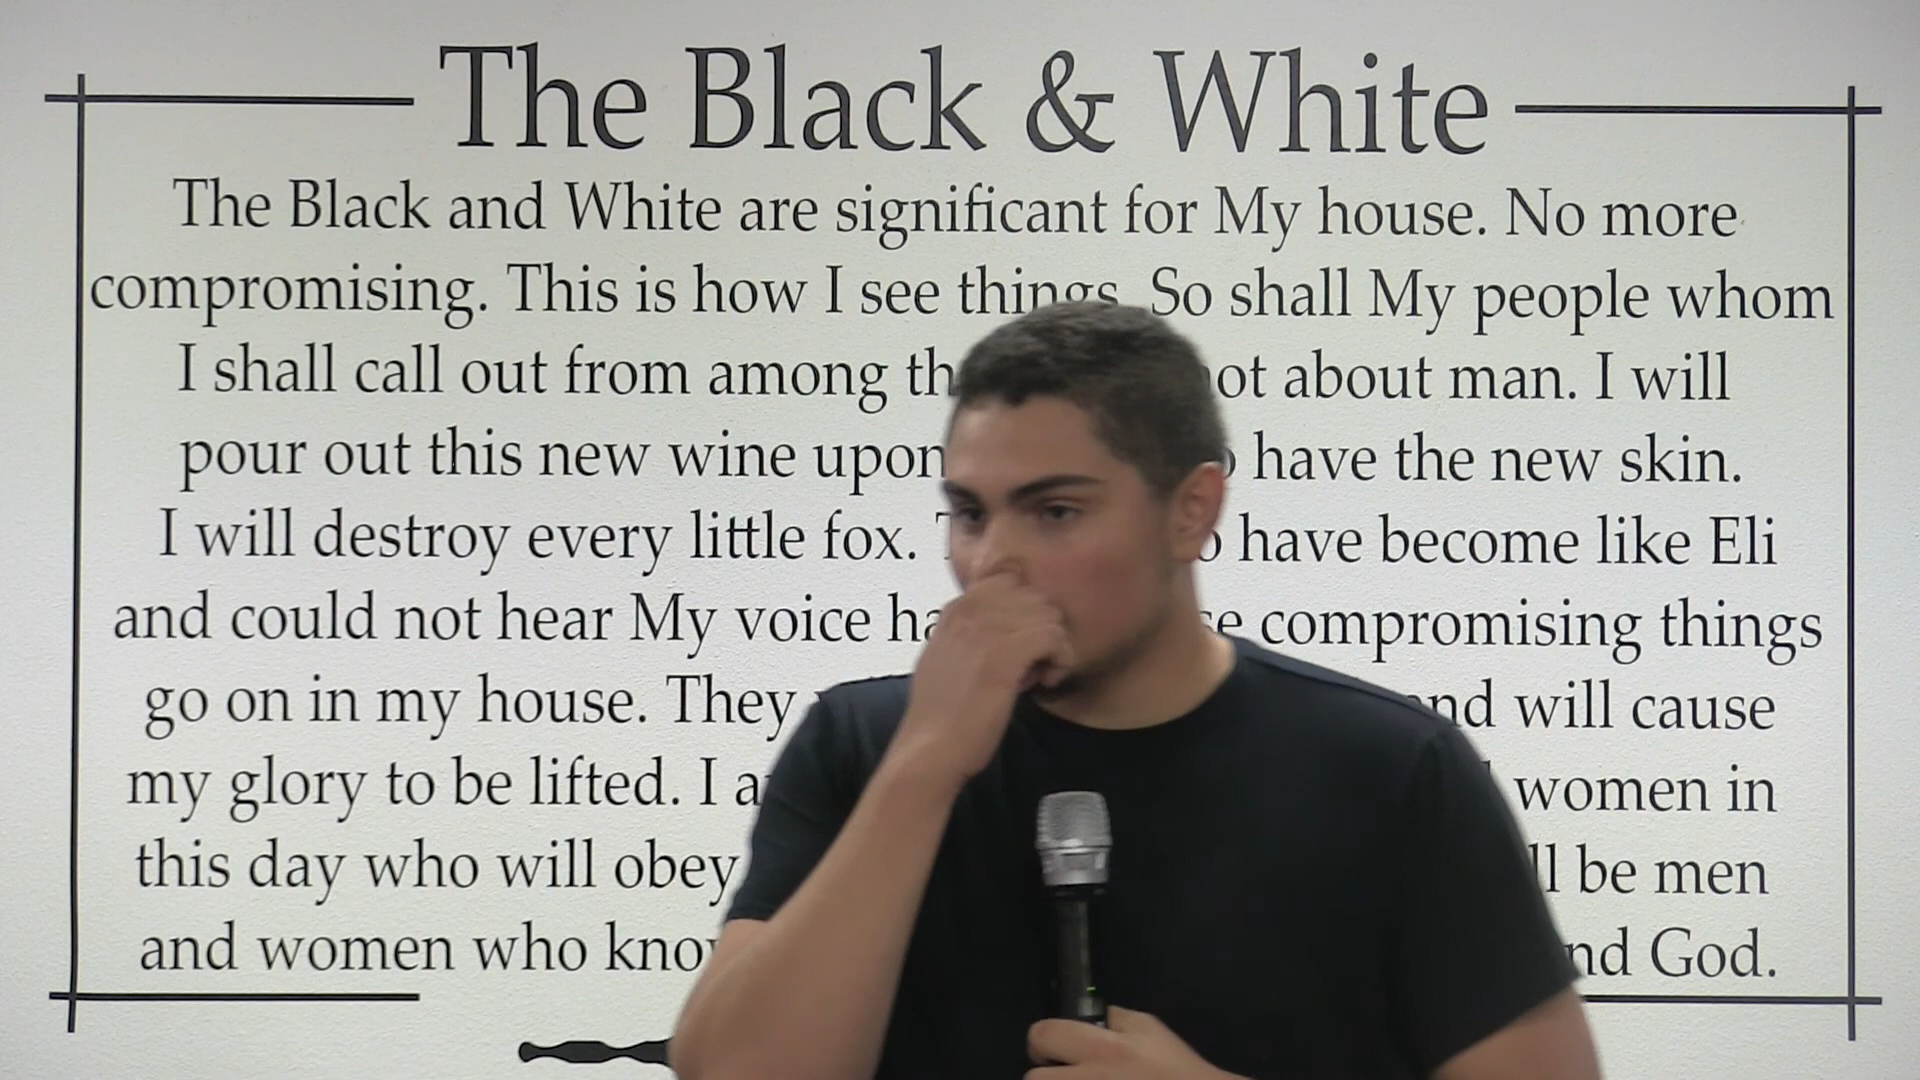 The Black & White
The Black and White are significant for My house. No more
compromising. This is how I see things. So shall My people whom
I shall call out from among not about man. I will
pour out this new wine upon have the new skin.
I will destroy every little fox. have become like Eli
and could not hear My voice compromising things
go on in my house. They and will cause
my glory to be lifted. I women in
this day who will obey be men
and women who God.